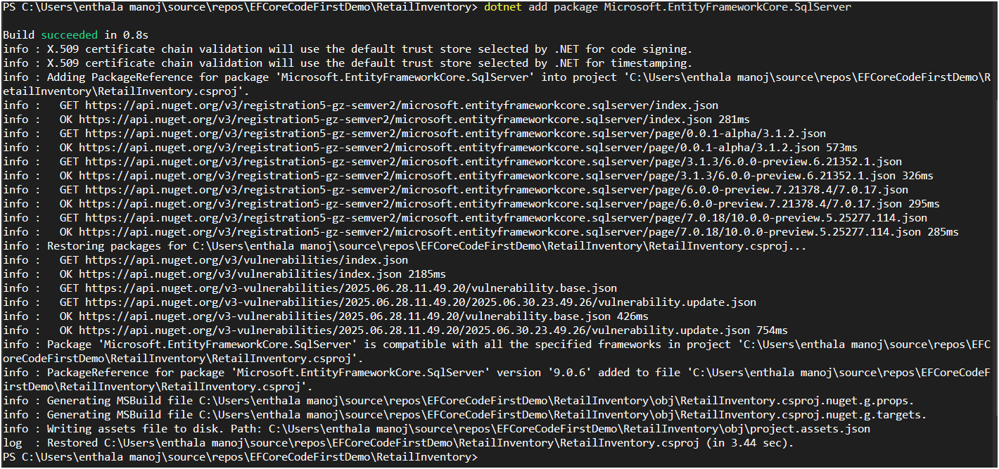 PS C:\Users\enthala manoj\source\repos\EFCoreCodeFirstDemo\RetailInventory> dotnet add package Microsoft.EntityFrameworkCore.SqlServer
Build succeeded in 0.8s
info : X.509 certificate chain validation will use the default trust store selected by .NET for code signing.
info : X.509 certificate chain validation will use the default trust store selected by .NET for timestamping.
info : Adding PackageReference for package 'Microsoft.EntityFrameworkCore.SqlServer' into project 'C:\Users\enthala manoj\source\repos\EFCoreCodeFirstDemo\R
etailInventory\RetailInventory.csproj'.
info :   GET https://api.nuget.org/v3/registration5-gz-semver2/microsoft.entityframeworkcore.sqlserver/index.json
info :   OK https://api.nuget.org/v3/registration5-gz-semver2/microsoft.entityframeworkcore.sqlserver/index.json 281ms
info :   GET https://api.nuget.org/v3/registration5-gz-semver2/microsoft.entityframeworkcore.sqlserver/page/0.0.1-alpha/3.1.2.json
info :   OK https://api.nuget.org/v3/registration5-gz-semver2/microsoft.entityframeworkcore.sqlserver/page/0.0.1-alpha/3.1.2.json 573ms
info :   GET https://api.nuget.org/v3/registration5-gz-semver2/microsoft.entityframeworkcore.sqlserver/page/3.1.3/6.0.0-preview.6.21352.1.json
info :   OK https://api.nuget.org/v3/registration5-gz-semver2/microsoft.entityframeworkcore.sqlserver/page/3.1.3/6.0.0-preview.6.21352.1.json 326ms
info :   GET https://api.nuget.org/v3/registration5-gz-semver2/microsoft.entityframeworkcore.sqlserver/page/6.0.0-preview.7.21378.4/7.0.17.json
info :   OK https://api.nuget.org/v3/registration5-gz-semver2/microsoft.entityframeworkcore.sqlserver/page/6.0.0-preview.7.21378.4/7.0.17.json 295ms
info :   GET https://api.nuget.org/v3/registration5-gz-semver2/microsoft.entityframeworkcore.sqlserver/page/7.0.18/10.0.0-preview.5.25277.114.json
info :   OK https://api.nuget.org/v3/registration5-gz-semver2/microsoft.entityframeworkcore.sqlserver/page/7.0.18/10.0.0-preview.5.25277.114.json 285ms
info : Restoring packages for C:\Users\enthala manoj\source\repos\EFCoreCodeFirstDemo\RetailInventory\RetailInventory.csproj...
info :   GET https://api.nuget.org/v3/vulnerabilities/index.json
info :   OK https://api.nuget.org/v3/vulnerabilities/index.json 2185ms
info :   GET https://api.nuget.org/v3-vulnerabilities/2025.06.28.11.49.20/vulnerability.base.json
info :   GET https://api.nuget.org/v3-vulnerabilities/2025.06.28.11.49.20/2025.06.30.23.49.26/vulnerability.update.json
info :   OK https://api.nuget.org/v3-vulnerabilities/2025.06.28.11.49.20/vulnerability.base.json 426ms
info :   OK https://api.nuget.org/v3-vulnerabilities/2025.06.28.11.49.20/2025.06.30.23.49.26/vulnerability.update.json 754ms
info : Package 'Microsoft.EntityFrameworkCore.SqlServer' is compatible with all the specified frameworks in project 'C:\Users\enthala manoj\source\repos\EFC
oreCodeFirstDemo\RetailInventory\RetailInventory.csproj'.
info : PackageReference for package 'Microsoft.EntityFrameworkCore.SqlServer' version '9.0.6' added to file 'C:\Users\enthala manoj\source\repos\EFCoreCodeF
irstDemo\RetailInventory\RetailInventory.csproj'.
info : Generating MSBuild file C:\Users\enthala manoj\source\repos\EFCoreCodeFirstDemo\RetailInventory\obj\RetailInventory.csproj.nuget.g.props.
info : Generating MSBuild file C:\Users\enthala manoj\source\repos\EFCoreCodeFirstDemo\RetailInventory\obj\RetailInventory.csproj.nuget.g.targets.
info : Writing assets file to disk. Path: C:\Users\enthala manoj\source\repos\EFCoreCodeFirstDemo\RetailInventory\obj\project.assets.json
log  : Restored C:\Users\enthala manoj\source\repos\EFCoreCodeFirstDemo\RetailInventory\RetailInventory.csproj (in 3.44 sec).
PS C:\Users\enthala manoj\source\repos\EFCoreCodeFirstDemo\RetailInventory>